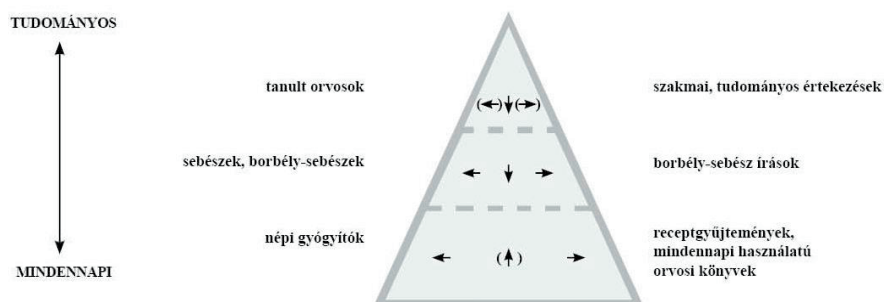 TUDOMÁNYOS
tanult orvosok
szakmai, tudományos értekezések
sebészek, borbély-sebészek
borbély-sebész írások
népi gyógyítók
receptgyűjtemények,
mindennapi használatú
orvosi könyvek
MINDENNAPI